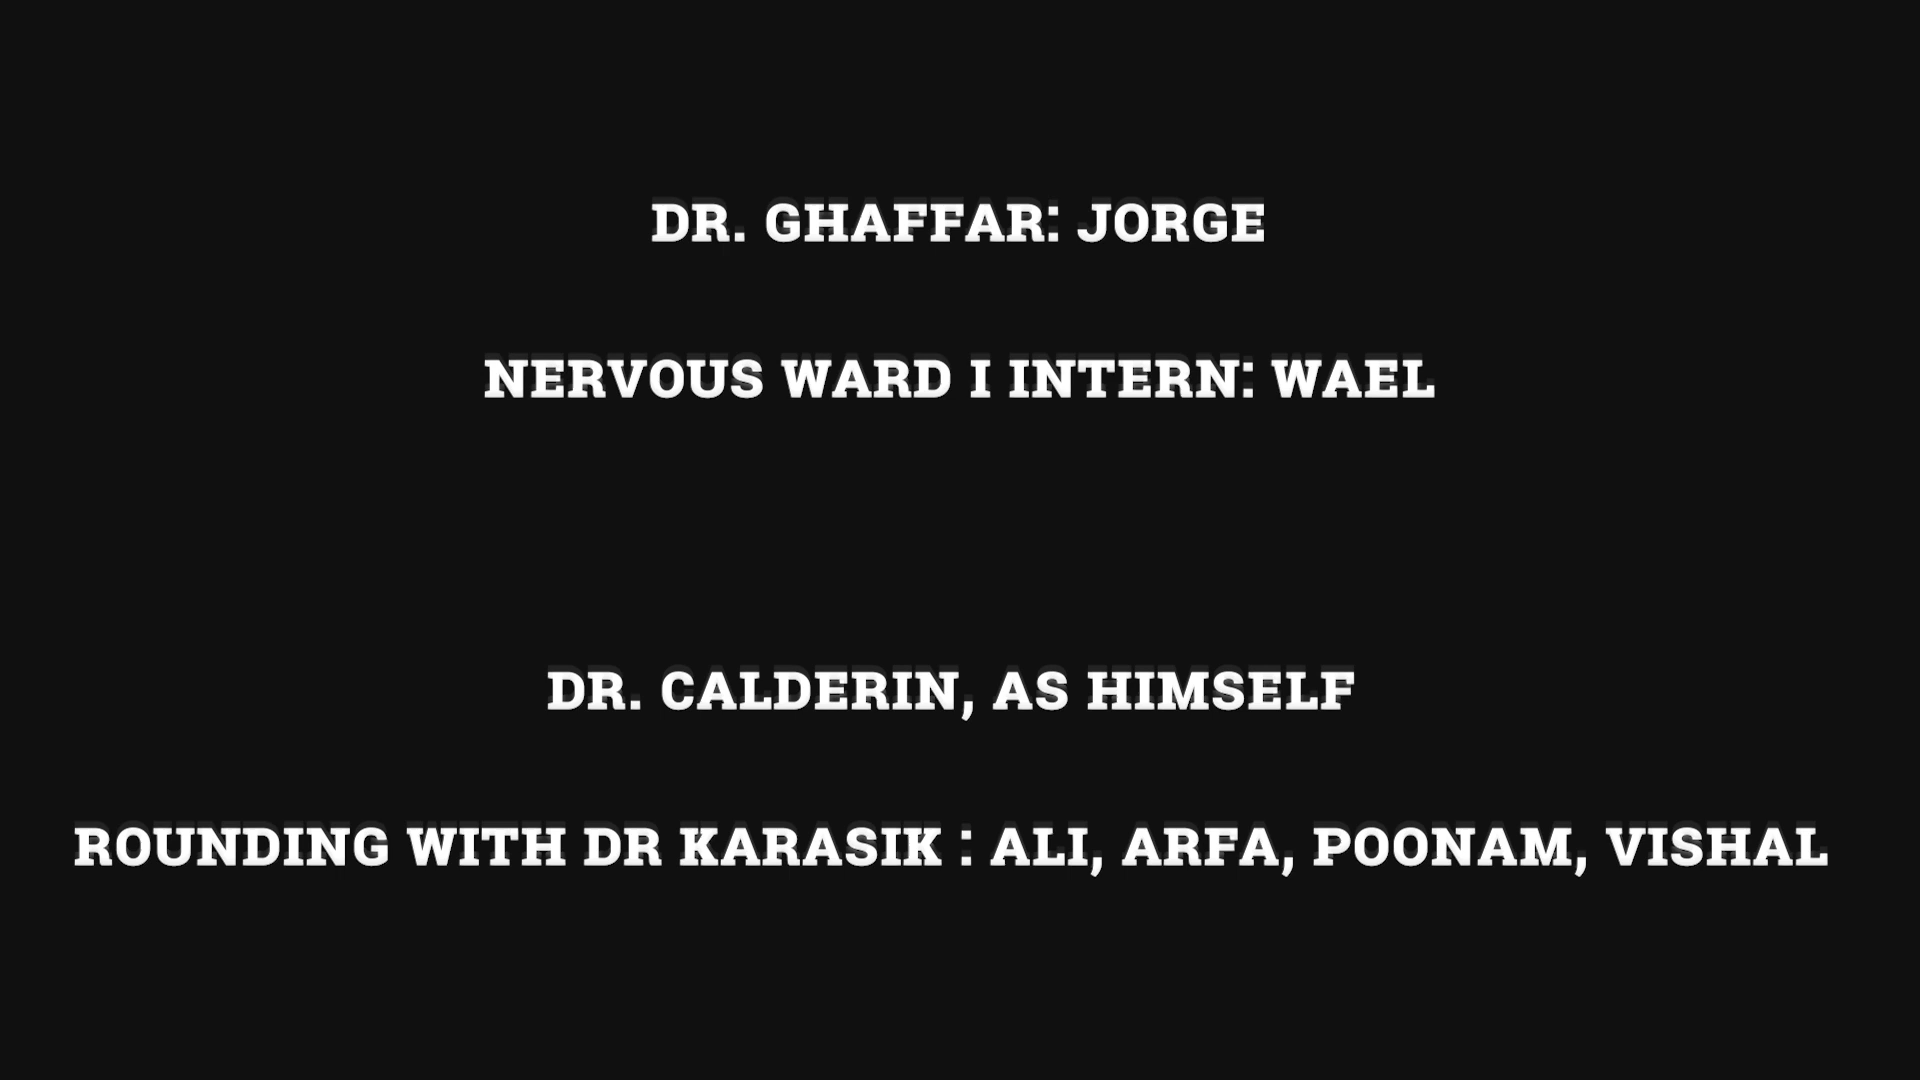 DR. GHAFFAR: JORGE
NERVOUS WARD I INTERN: WAEL
DR. CALDERIN, AS HIMSELF
ROUNDING WITH DR KARASIK : ALI, ARFA, POONAM, VISHAL